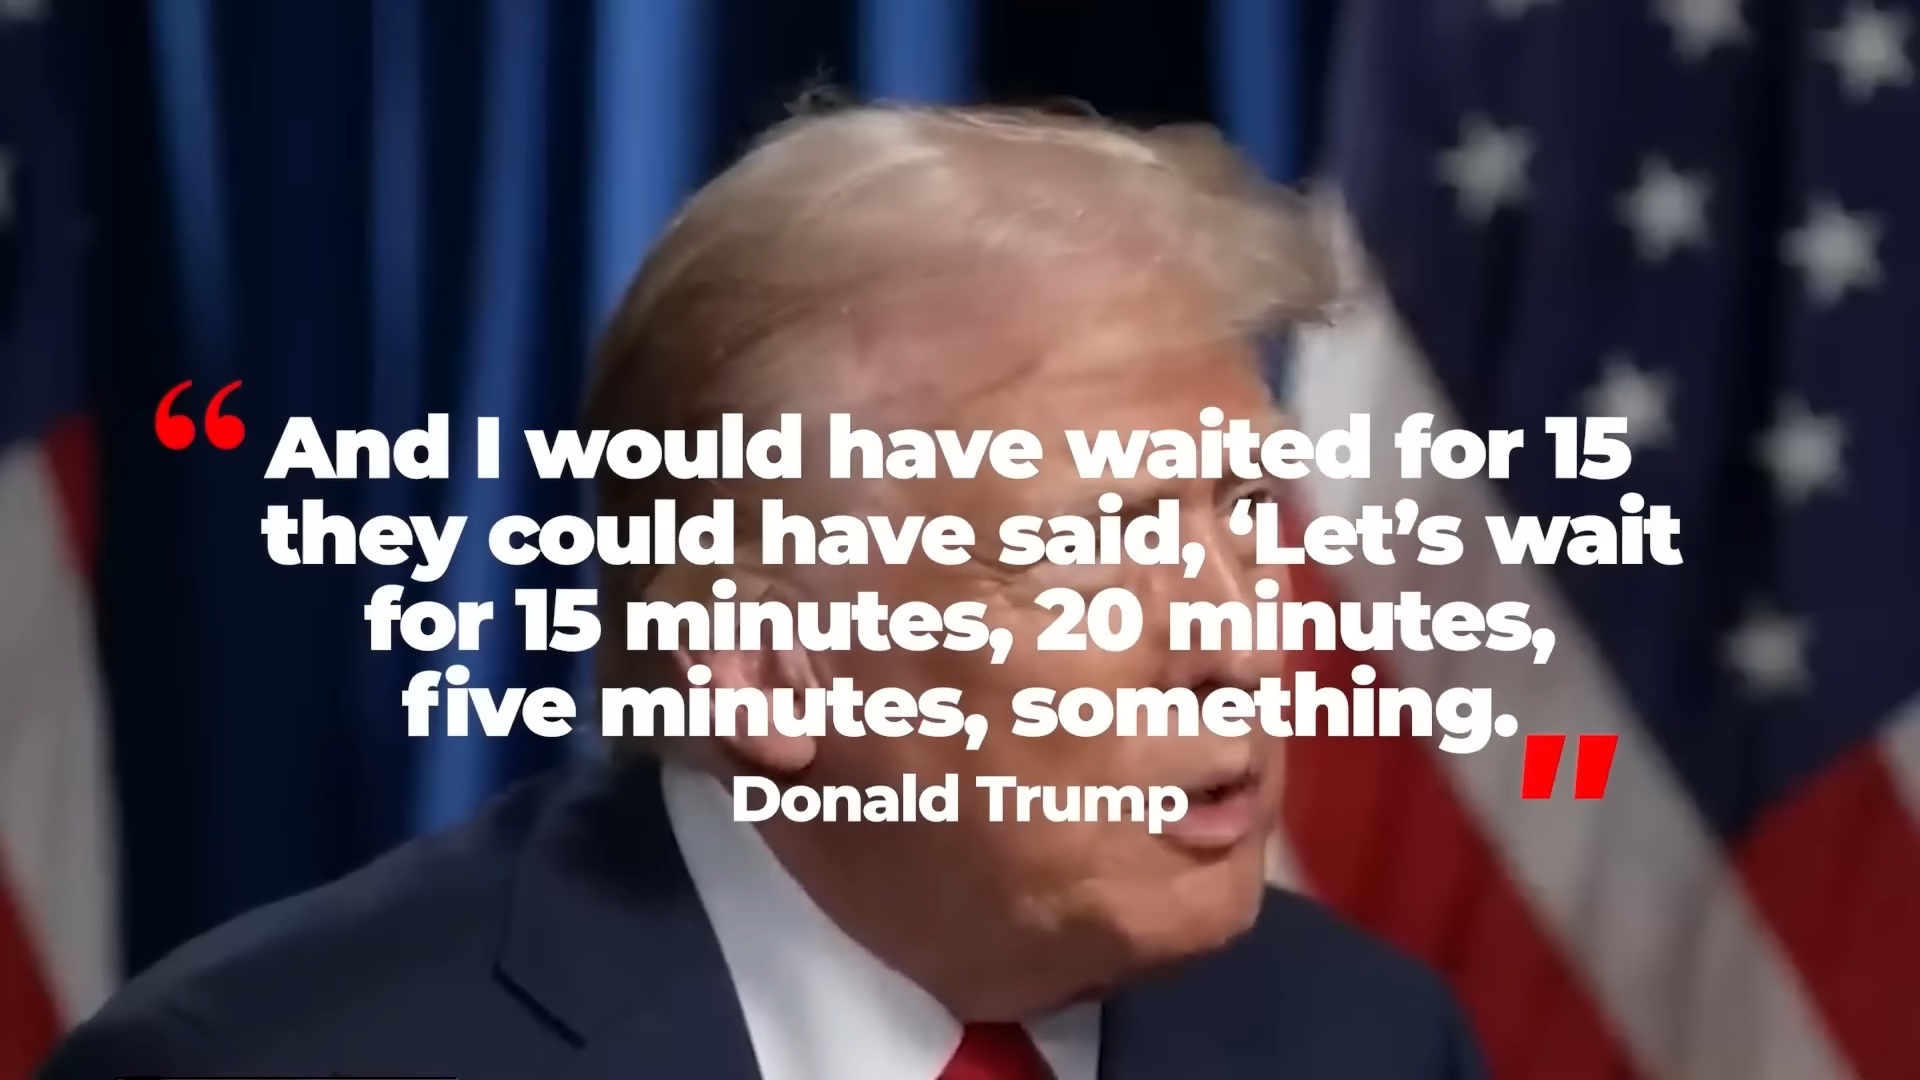 “ And I would have waited for 15
they could have said, ‘Let’s wait
for 15 minutes, 20 minutes,
five minutes, something. "
Donald Trump